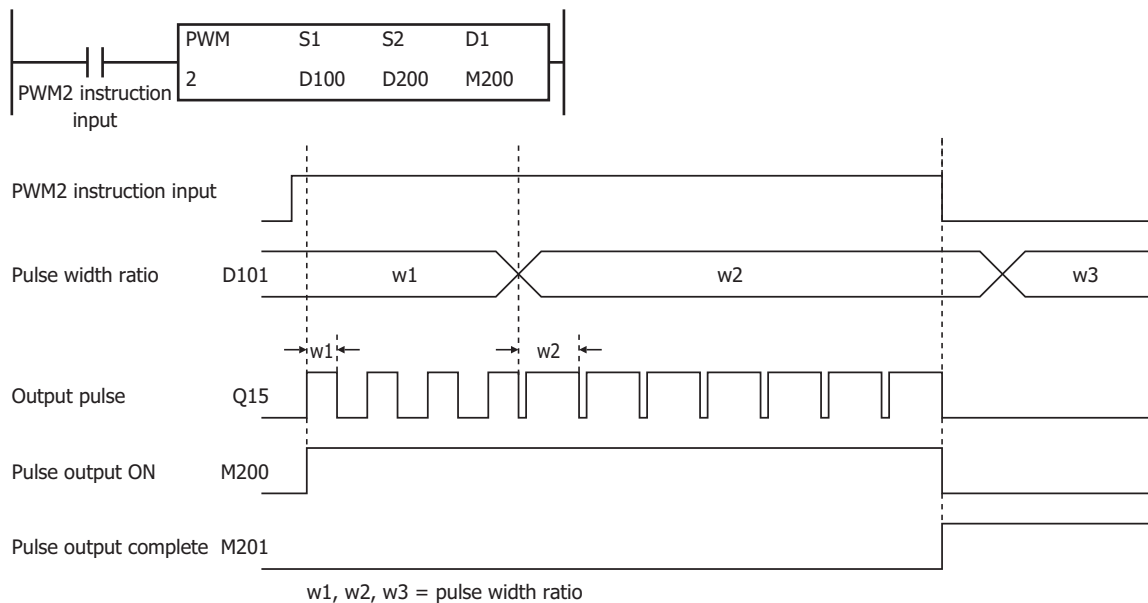 PWM S1 S2 D1
2 D100 D200 M200
PWM2 instruction
input
PWM2 instruction input
Pulse width ratio D101 w1 w2 w3
w1 w2
Output pulse Q15
Pulse output ON M200
Pulse output complete M201
w1, w2, w3 = pulse width ratio